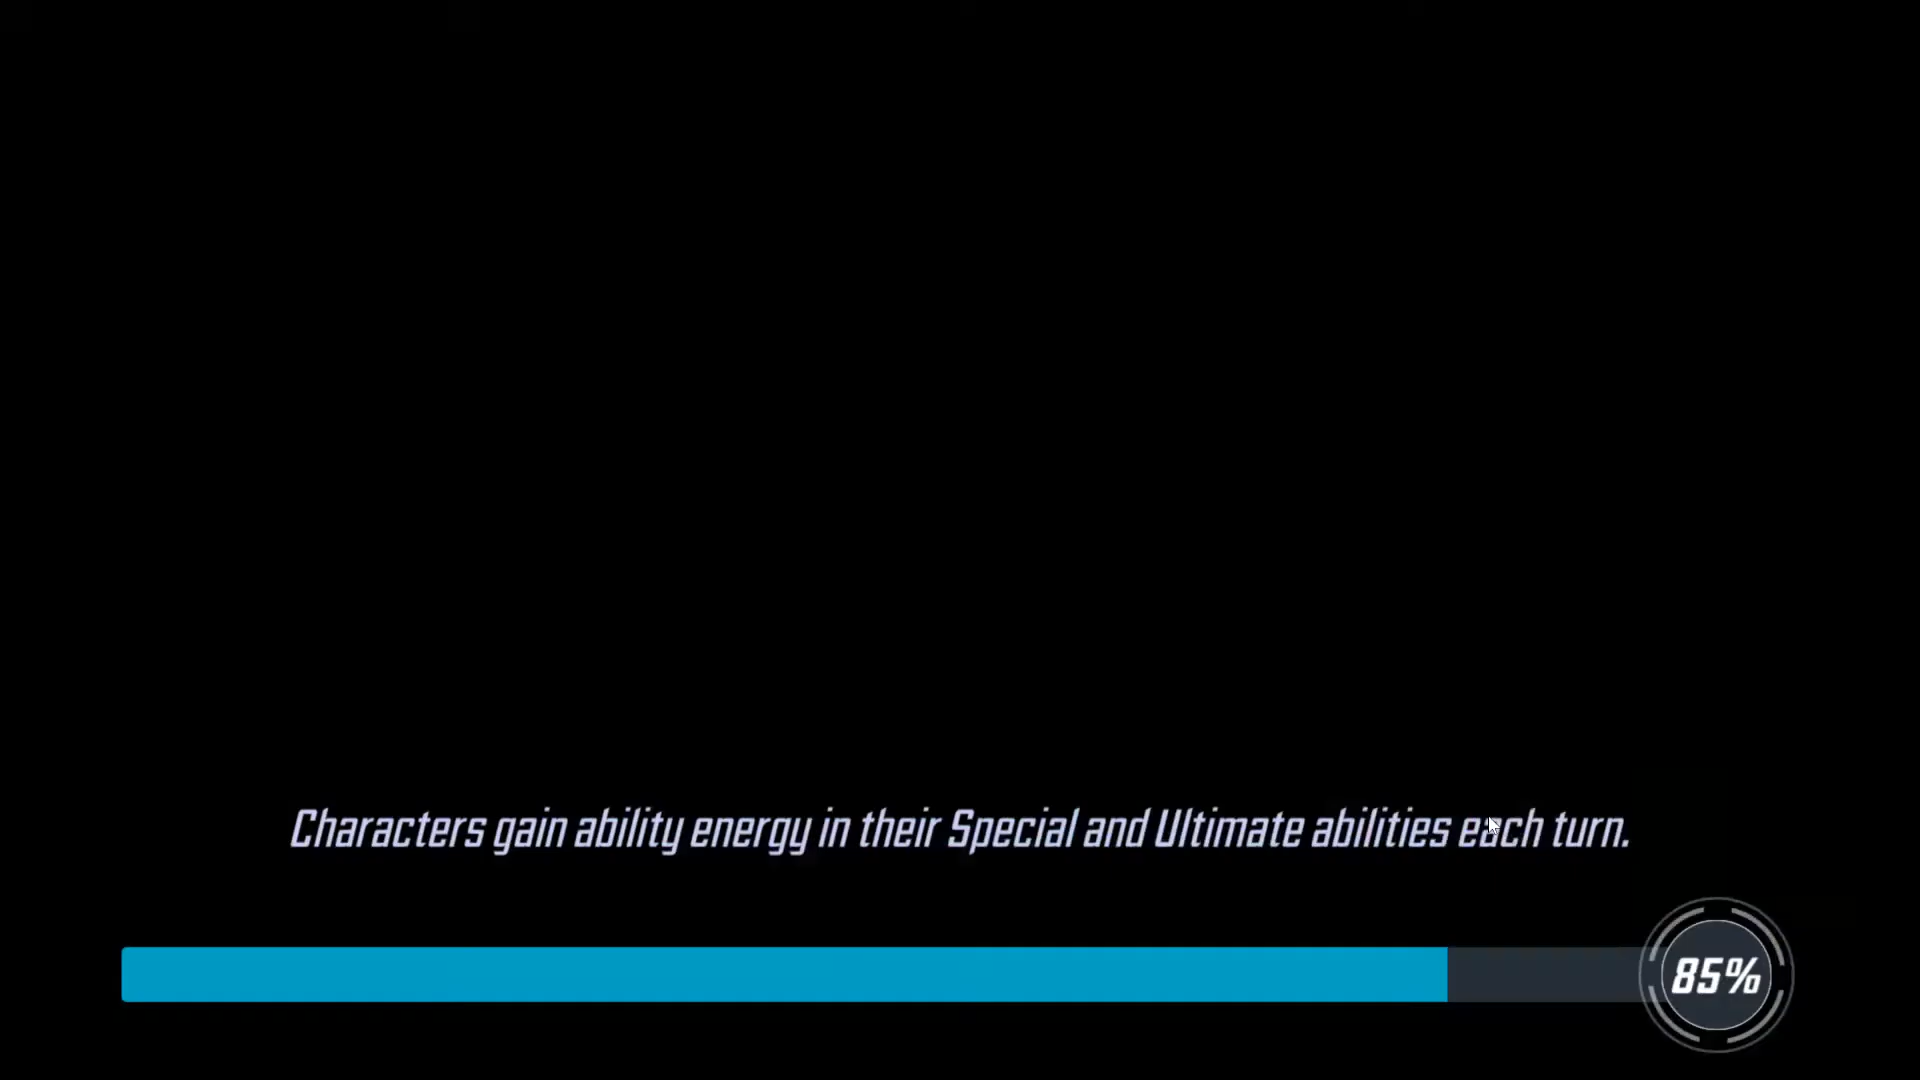 Characters gain ability energy in their Special and Ultimate abilities each turn.
85%